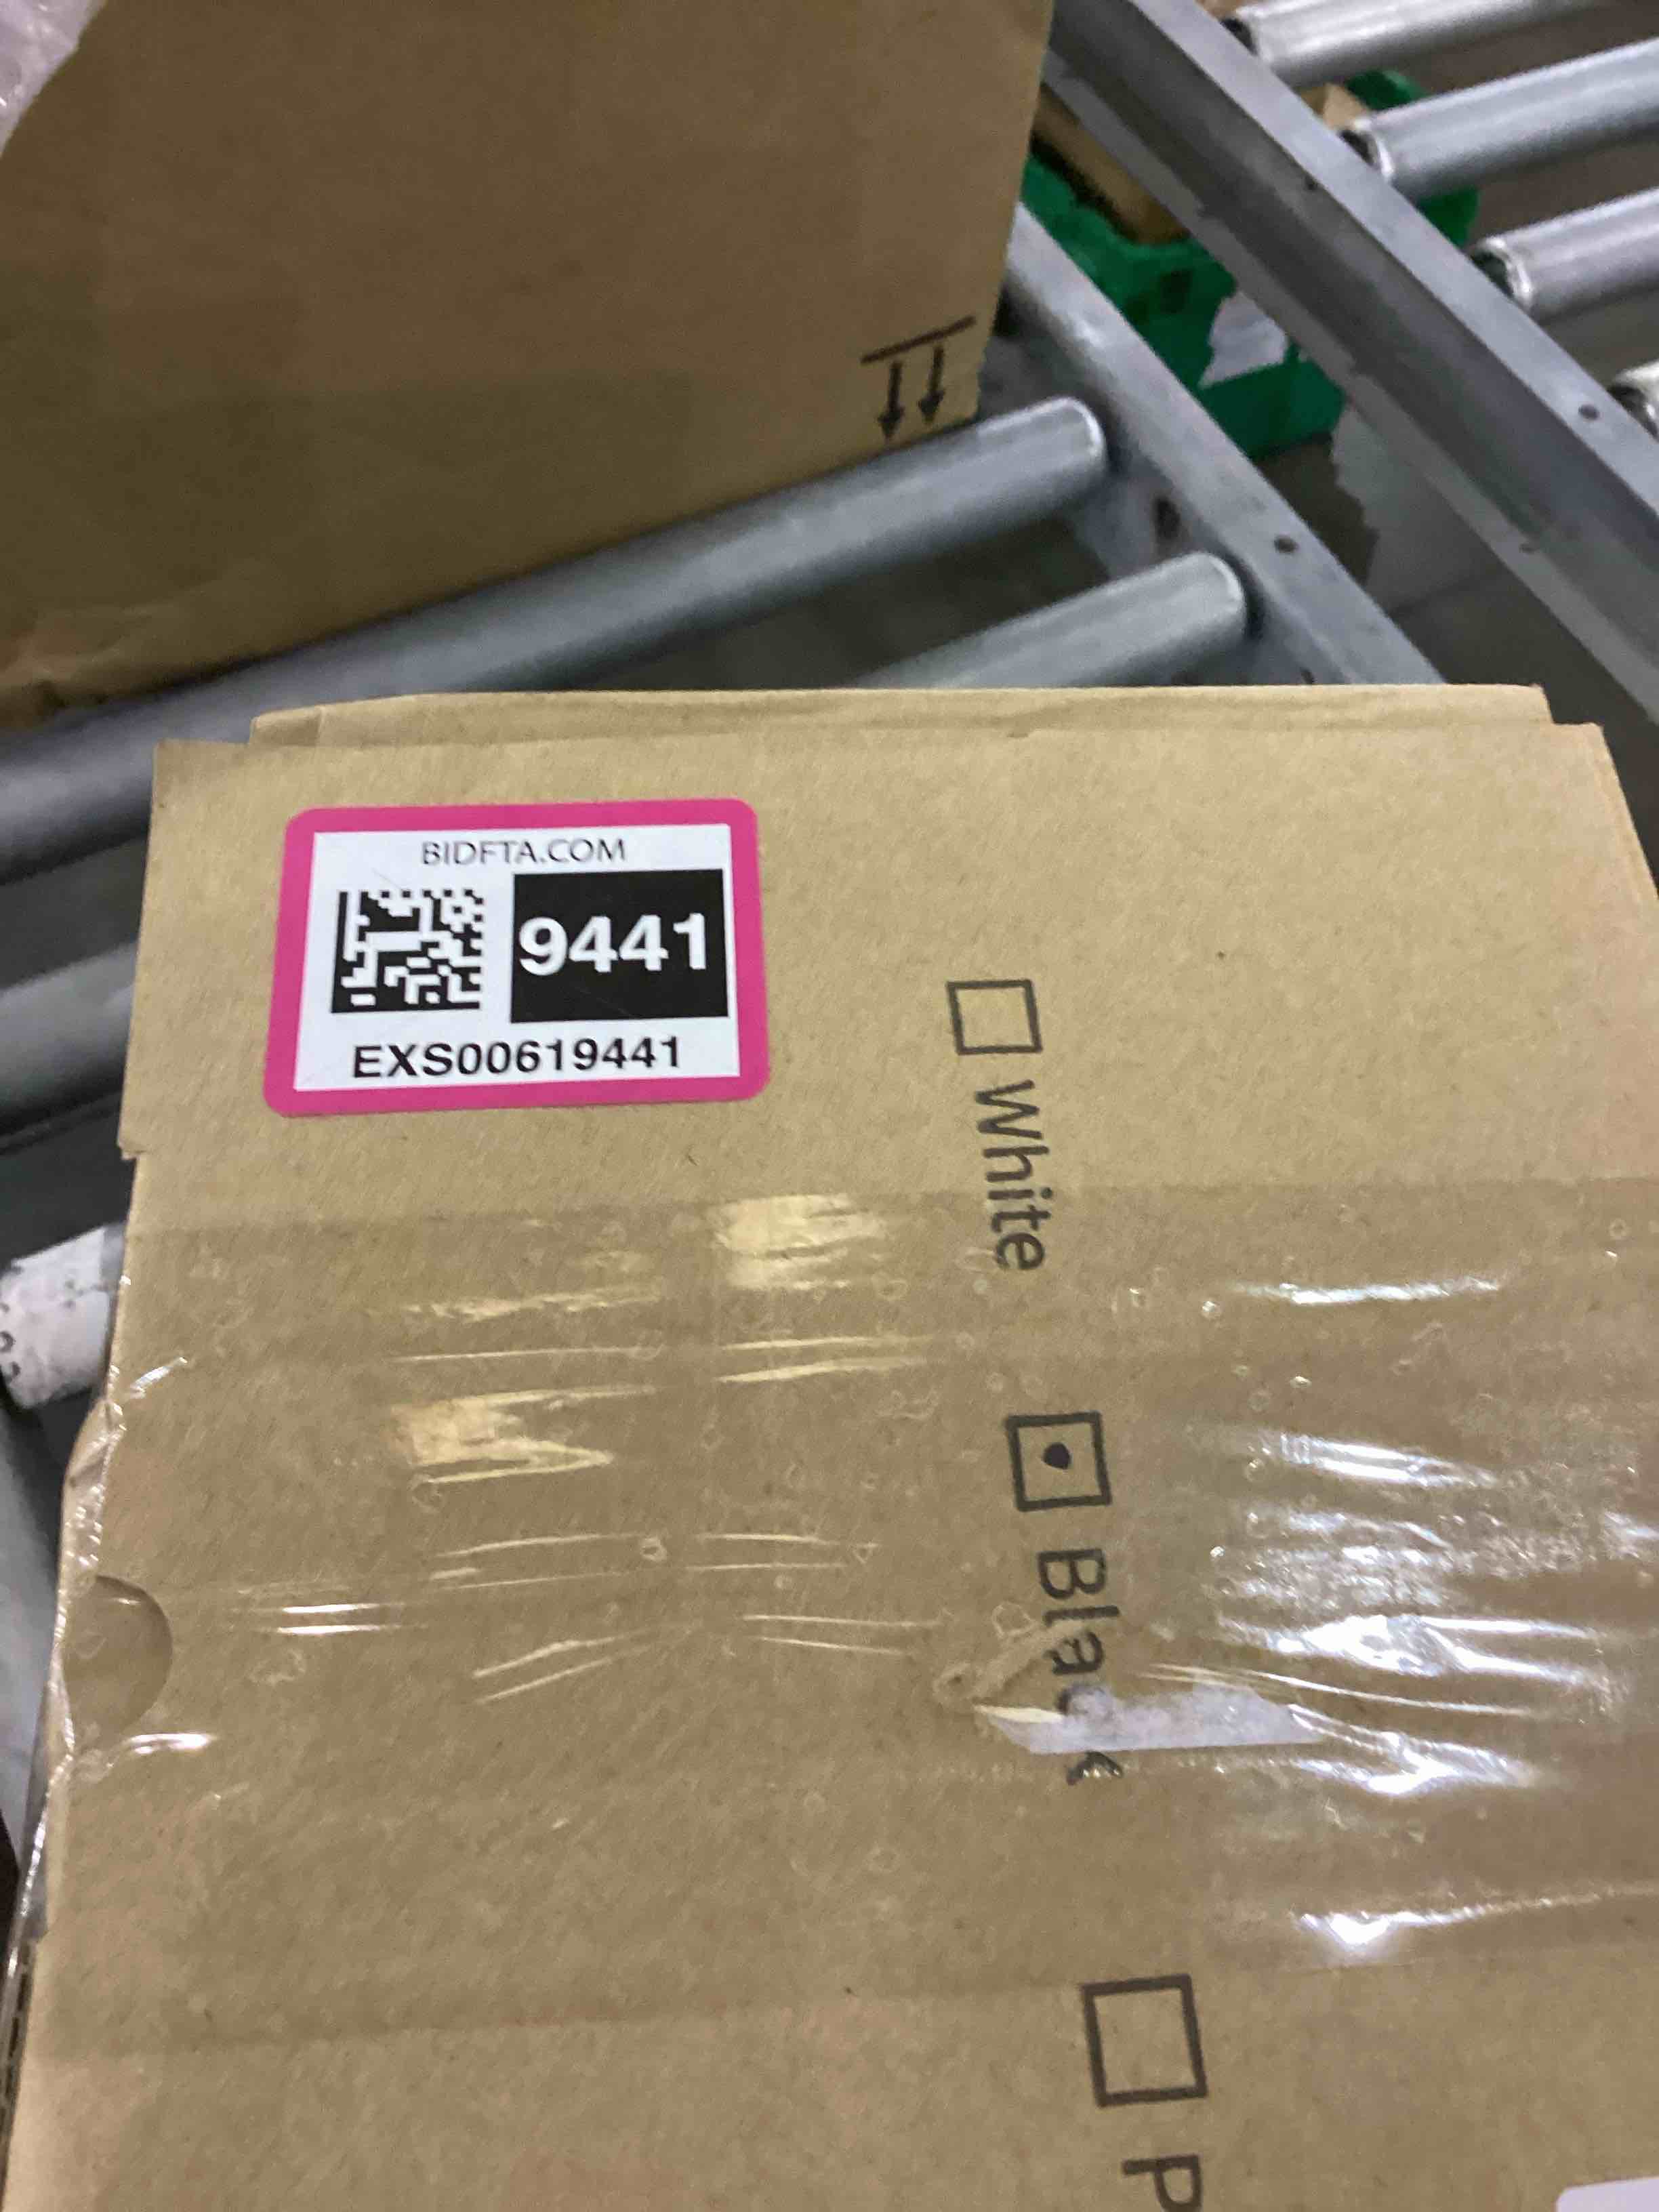 BIDFTA.COM
9441
EXS00619441
White
Black
P